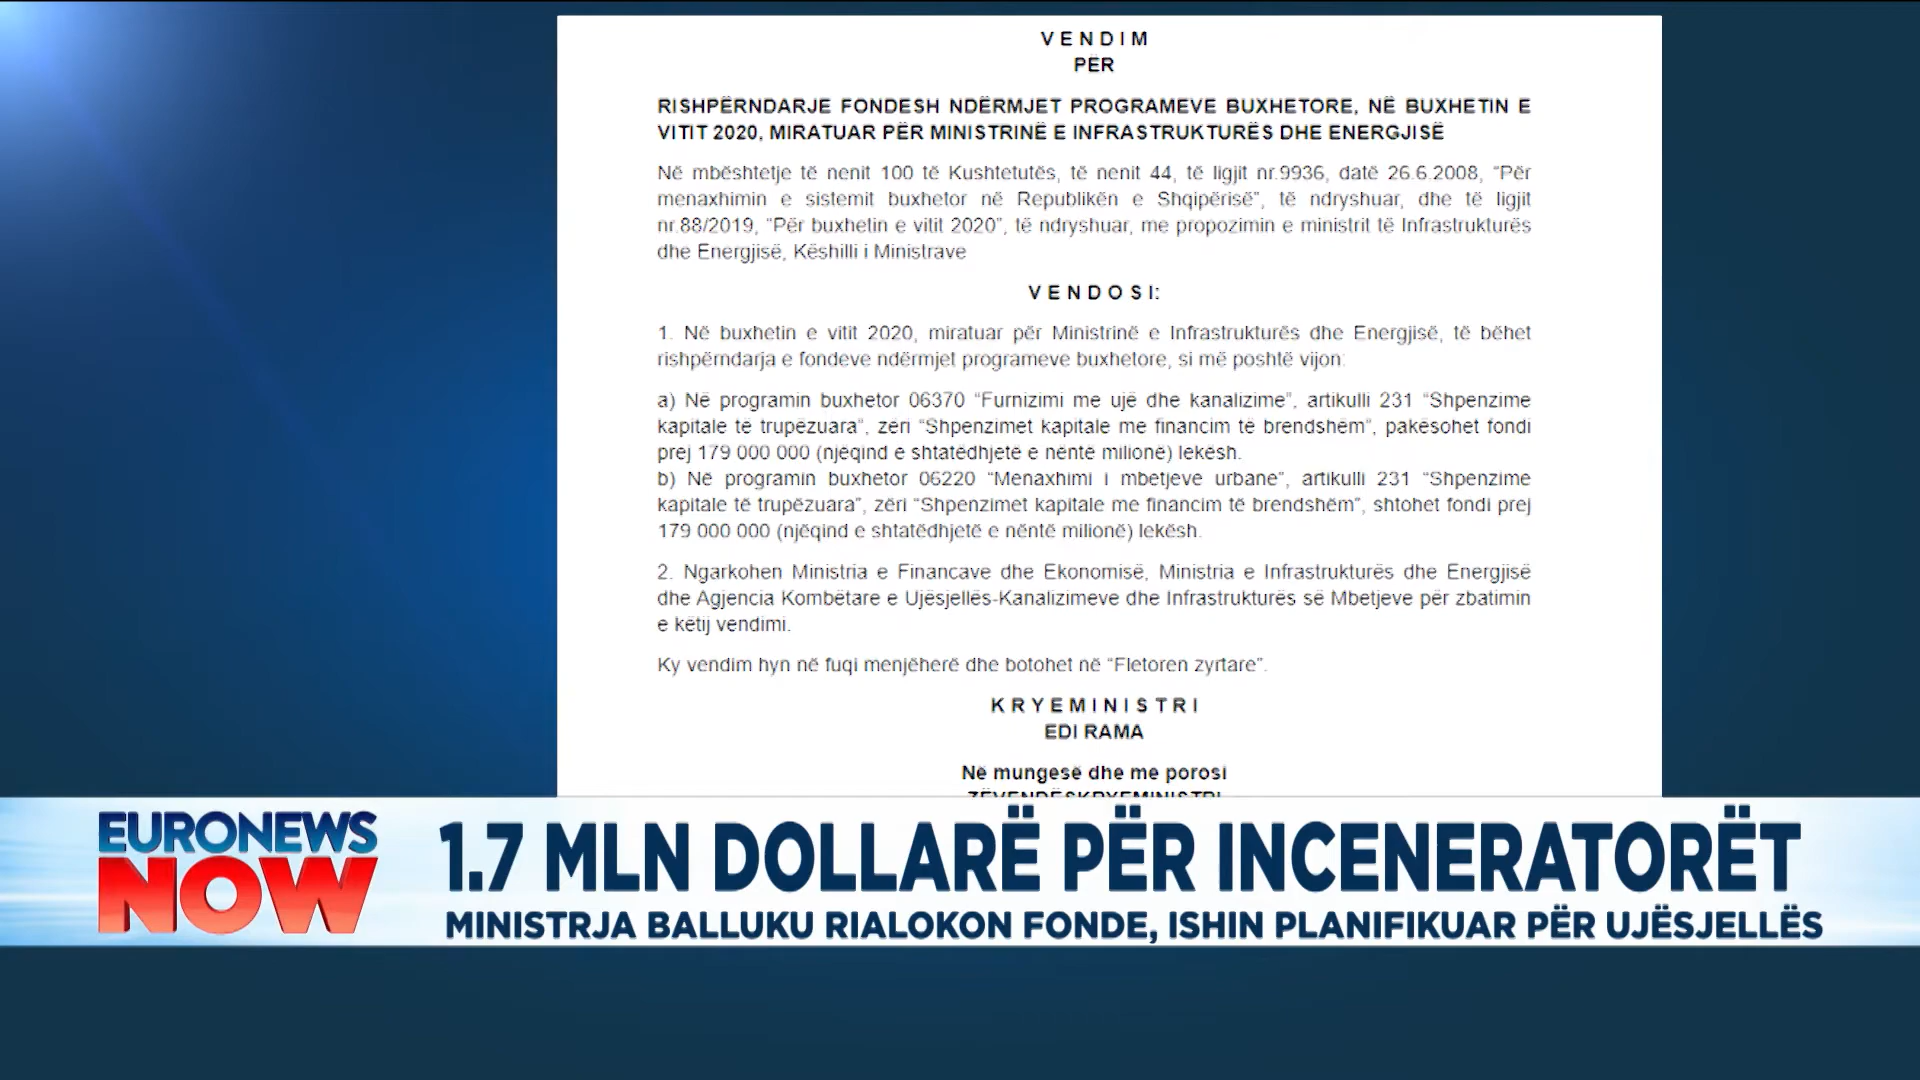 V E N D I M
PËR
RISHPËRNDARJE FONDESH NDËRMJET PROGRAMEVE BUXHETORE, NË BUXHETIN E
VITIT 2020, MIRATUAR PËR MINISTRINË E INFRASTRUKTURËS DHE ENERGJISË
Në mbështetje të nenit 100 të Kushtetutës, të nenit 44, të ligjit nr.9936, datë 26.6.2008, “Për
menaxhimin e sistemit buxhetor në Republikën e Shqipërisë”, të ndryshuar, dhe të ligjit
nr.88/2019, “Për buxhetin e vitit 2020”, të ndryshuar, me propozimin e ministrit të Infrastrukturës
dhe Energjisë, Këshilli i Ministrave
V E N D O S I:
1. Në buxhetin e vitit 2020, miratuar për Ministrinë e Infrastrukturës dhe Energjisë, të bëhet
rishpërndarja e fondeve ndërmjet programeve buxhetore, si më poshtë vijon:
a) Në programin buxhetor 06370 “Furnizimi me ujë dhe kanalizime”, artikulli 231 “Shpenzime
kapitale të trupëzuara”, zëri “Shpenzimet kapitale me financim të brendshëm”, pakësohet fondi
prej 179 000 000 (njëqind e shtatëdhjetë e nëntë milionë) lekësh.
b) Në programin buxhetor 06220 “Menaxhimi i mbetjeve urbane”, artikulli 231 “Shpenzime
kapitale të trupëzuara”, zëri “Shpenzimet kapitale me financim të brendshëm”, shtohet fondi prej
179 000 000 (njëqind e shtatëdhjetë e nëntë milionë) lekësh.
2. Ngarkohen Ministria e Financave dhe Ekonomisë, Ministria e Infrastrukturës dhe Energjisë
dhe Agjencia Kombëtare e Ujësjellës-Kanalizimeve dhe Infrastrukturës së Mbetjeve për zbatimin
e këtij vendimi.
Ky vendim hyn në fuqi menjëherë dhe botohet në “Fletoren zyrtare”.
K R Y E M I N I S T R I
EDI RAMA
Në mungesë dhe me porosi
ZËVENDËSKRYEMINISTRI
EURONEWS
NOW
1.7 MLN DOLLARË PËR INCENERATORËT
MINISTRJA BALLUKU RIALOKON FONDE, ISHIN PLANIFIKUAR PËR UJËSJELLËS